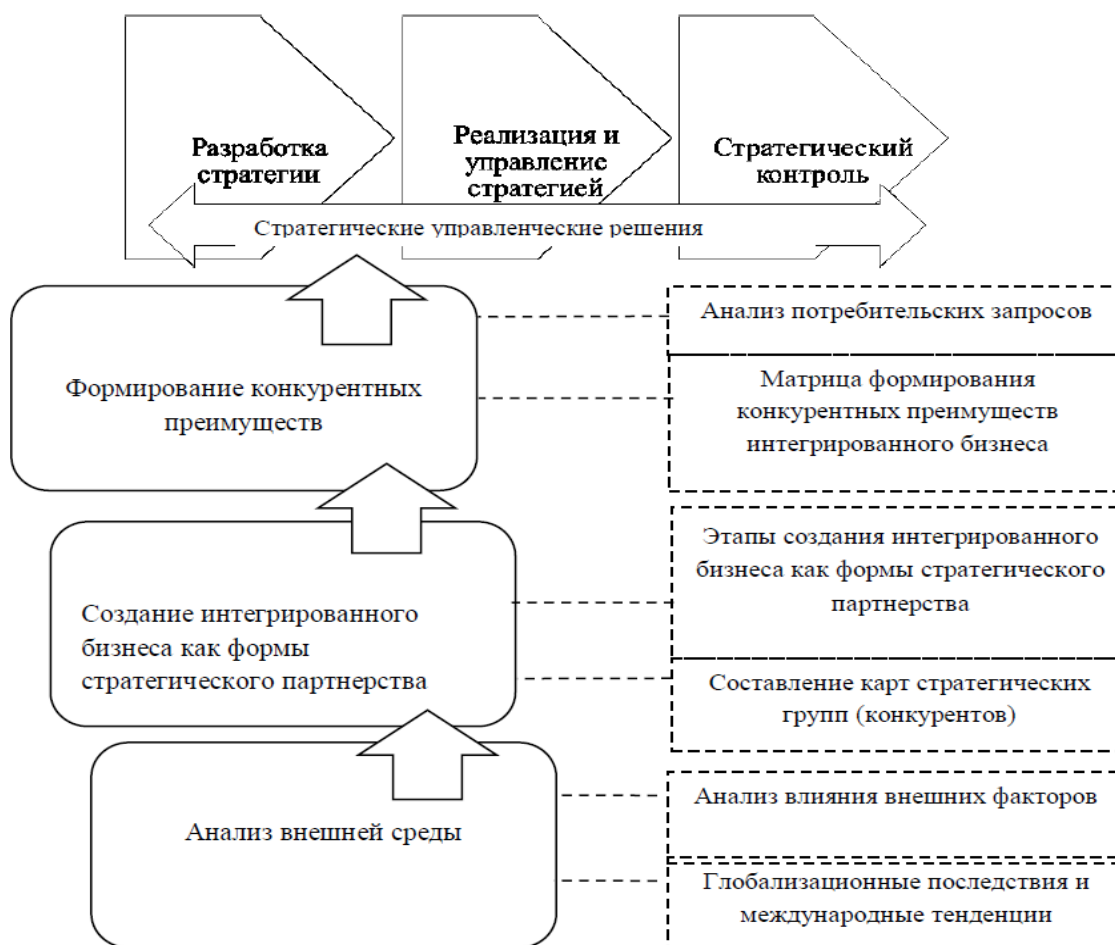 Разработка
стратегии
Реализация и
управление
стратегией
Стратегический
контроль
Стратегические управленческие решения
Формирование конкурентных
преимуществ
Анализ потребительских запросов
Матрица формирования
конкурентных преимуществ
интегрированного бизнеса
Создание интегрированного
бизнеса как формы
стратегического партнерства
Этапы создания интегрированного
бизнеса как формы стратегического
партнерства
Составление карт стратегических
групп (конкурентов)
Анализ внешней среды
Анализ влияния внешних факторов
Глобализационные последствия и
международные тенденции